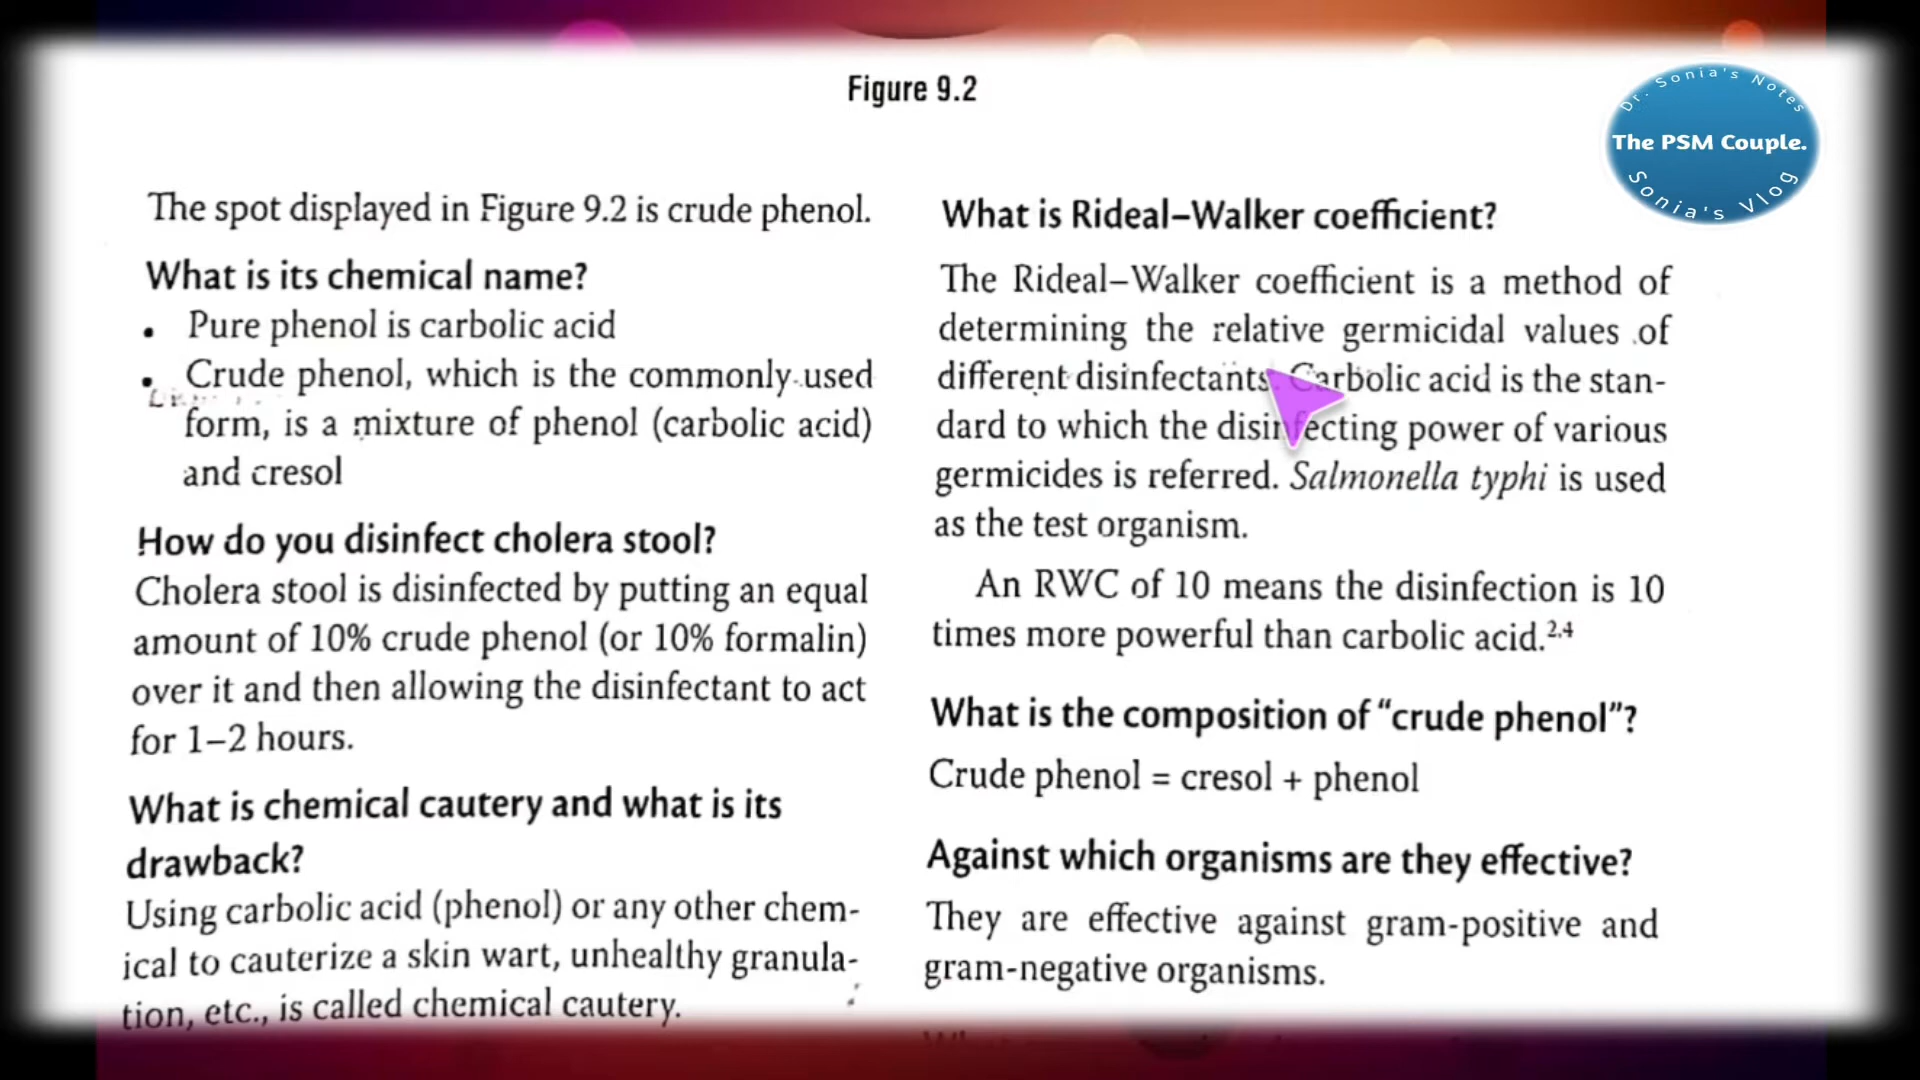 Figure 9.2
Dr. Sonia's Notes
The PSM Couple.
Sonia's Vlog
The spot displayed in Figure 9.2 is crude phenol.
What is its chemical name?
• Pure phenol is carbolic acid
• Crude phenol, which is the commonly used
form, is a mixture of phenol (carbolic acid)
and cresol
How do you disinfect cholera stool?
Cholera stool is disinfected by putting an equal
amount of 10% crude phenol (or 10% formalin)
over it and then allowing the disinfectant to act
for 1–2 hours.
What is chemical cautery and what is its
drawback?
Using carbolic acid (phenol) or any other chem-
ical to cauterize a skin wart, unhealthy granula-
tion, etc., is called chemical cautery.
What is Rideal–Walker coefficient?
The Rideal–Walker coefficient is a method of
determining the relative germicidal values of
different disinfectants. Carbolic acid is the stan-
dard to which the disinfecting power of various
germicides is referred. Salmonella typhi is used
as the test organism.
An RWC of 10 means the disinfection is 10
times more powerful than carbolic acid.2,4
What is the composition of “crude phenol”?
Crude phenol = cresol + phenol
Against which organisms are they effective?
They are effective against gram-positive and
gram-negative organisms.